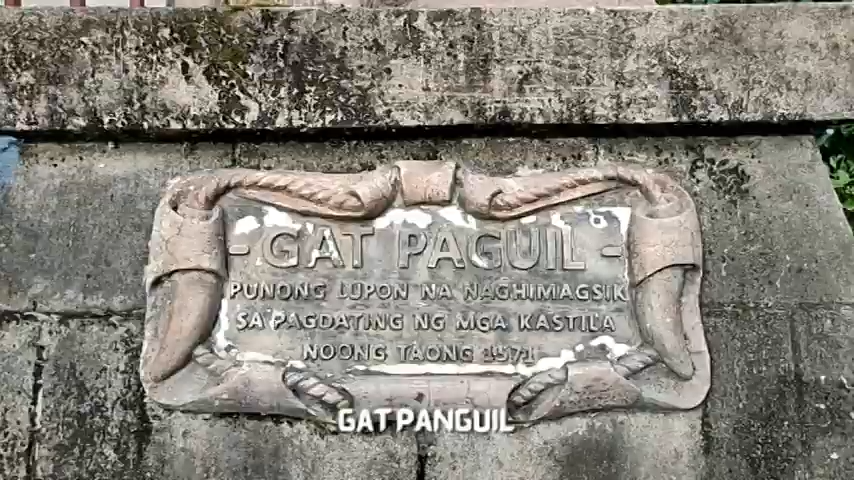 - GAT PAGUIL -
PUNONG LUPON NA NAGHIMAGSIK
SA PAGDATING NG MGA KASTILA
NOONG TAONG 1571
GAT PANGUIL